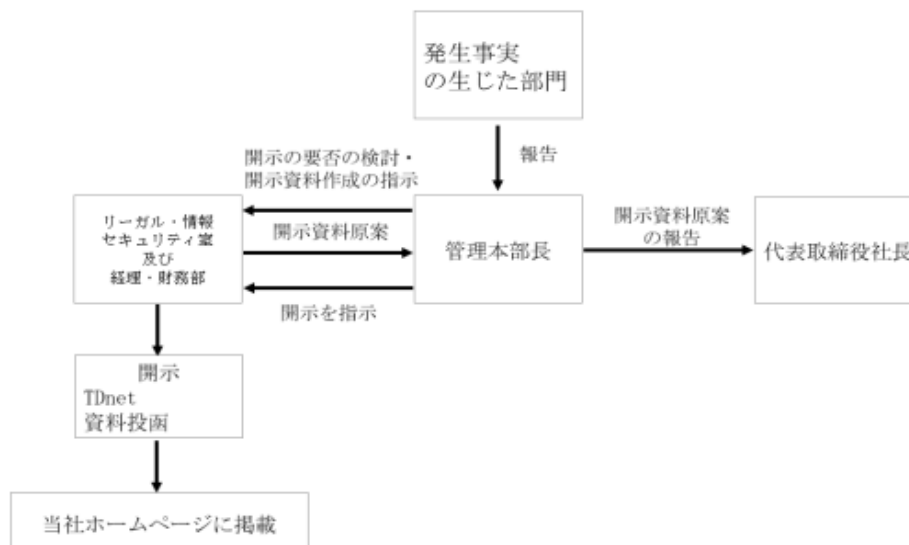 発生事実
の生じた部門
報告
開示の要否の検討・
開示資料作成の指示
リーガル・情報
セキュリティ室
及び
経理・財務部
開示資料原案
管理本部長
開示資料原案
の報告
代表取締役社長
開示を指示
開示
TDnet
資料投函
当社ホームページに掲載